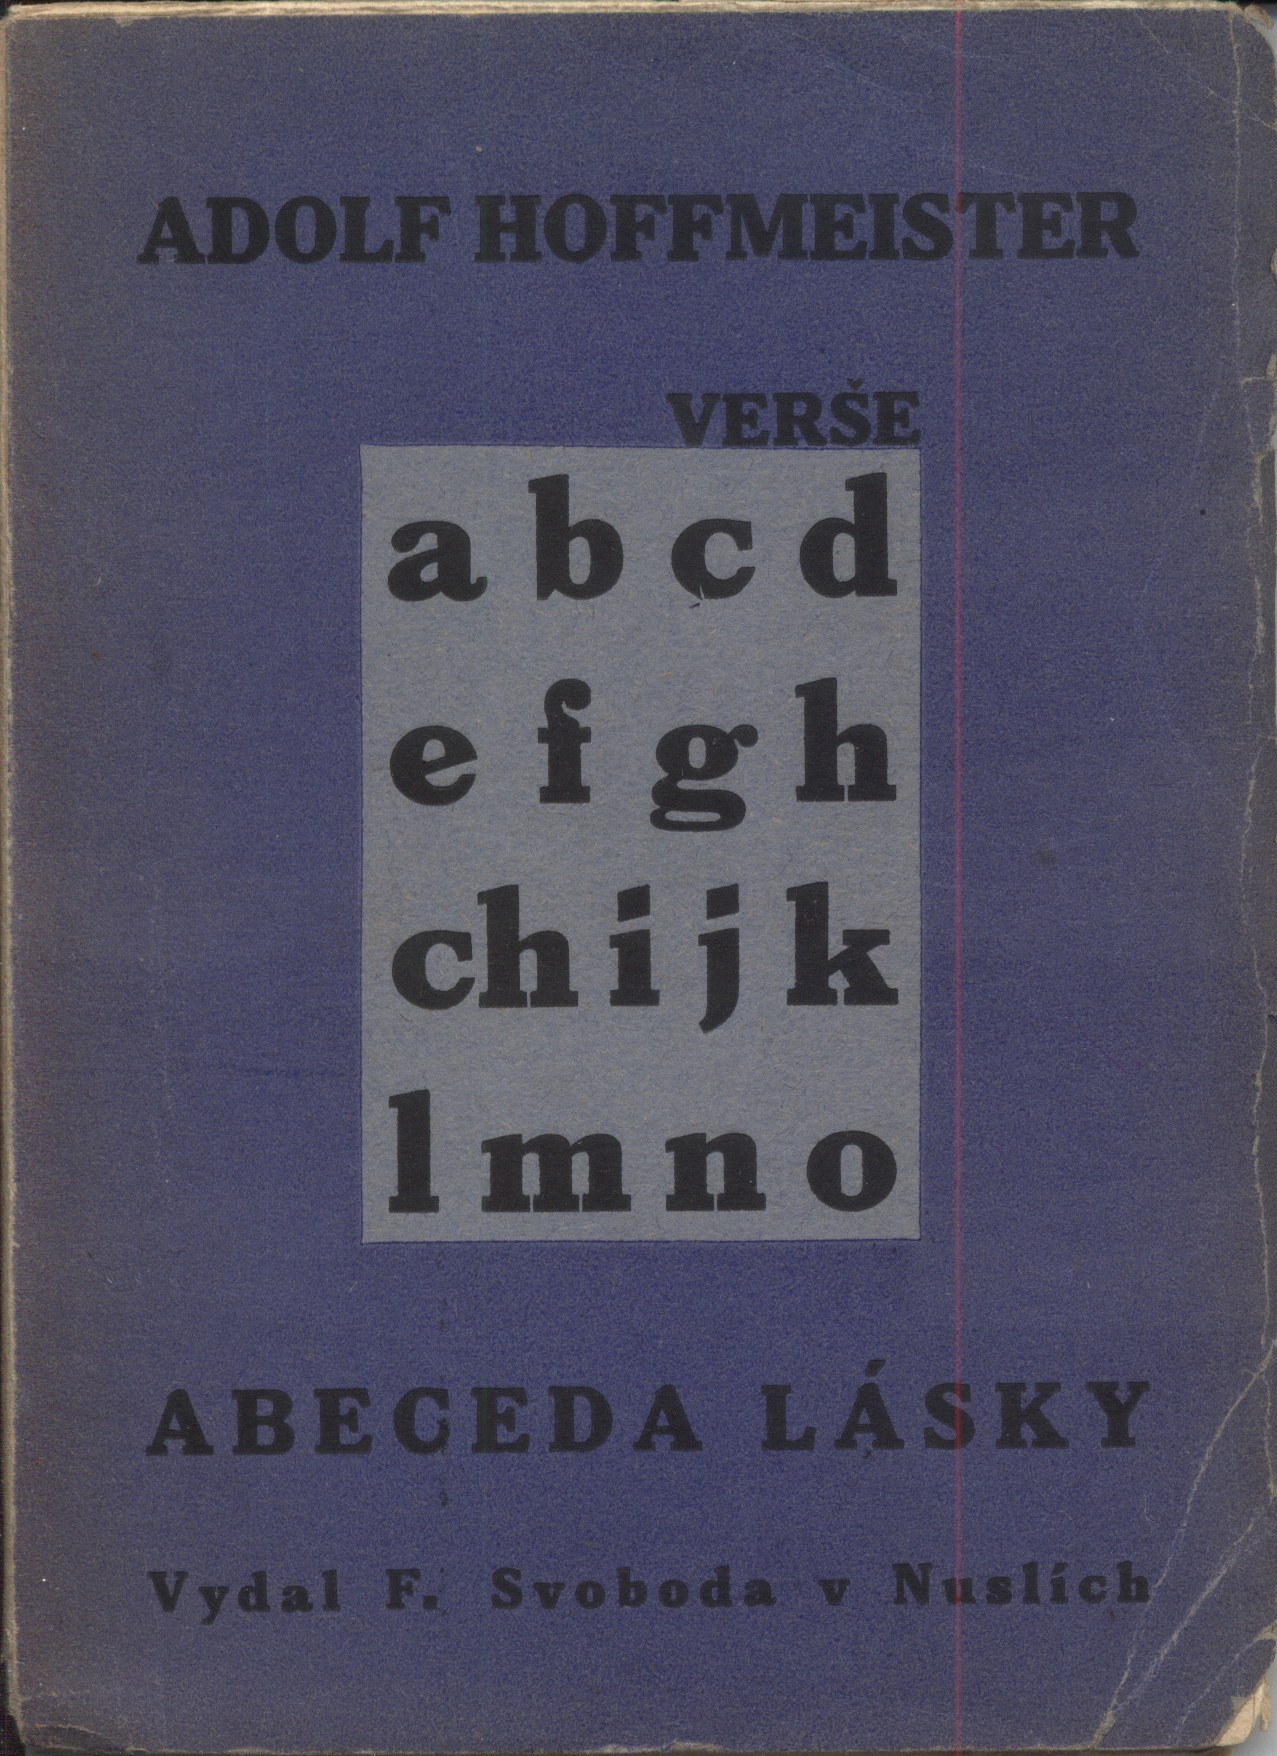 ADOLF HOFFMEISTER
VERŠE
a b c d
e f g h
ch i j k
l m n o
ABECEDA LÁSKY
Vydal F. Svoboda v Nuslích